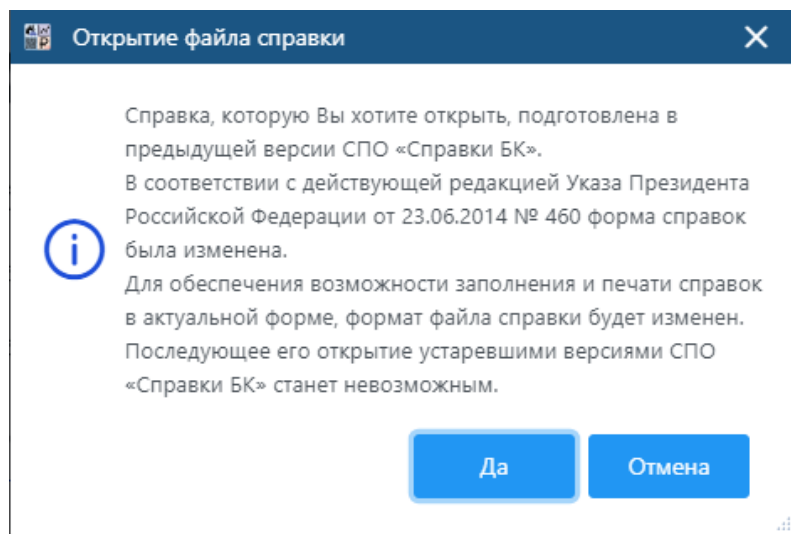 Открытие файла справки
Справка, которую Вы хотите открыть, подготовлена в
предыдущей версии СПО «Справки БК».
В соответствии с действующей редакцией Указа Президента
Российской Федерации от 23.06.2014 № 460 форма справок
была изменена.
Для обеспечения возможности заполнения и печати справок
в актуальной форме, формат файла справки будет изменен.
Последующее его открытие устаревшими версиями СПО
«Справки БК» станет невозможным.
Да
Отмена